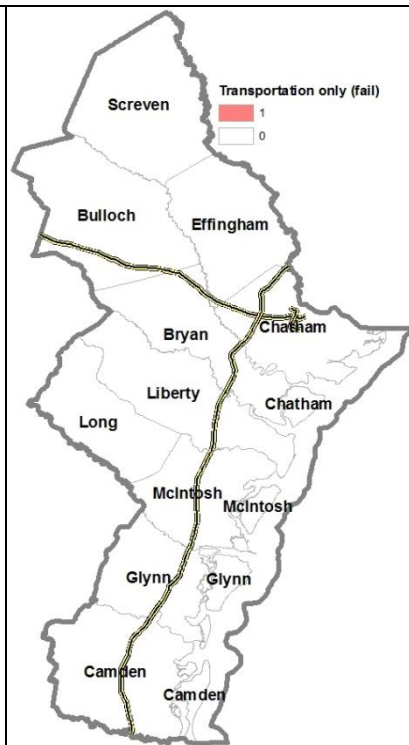 Screven
Transportation only (fail)
1
0
Bulloch
Effingham
Bryan
Chatham
Liberty
Chatham
Long
McIntosh
McIntosh
Glynn
Glynn
Camden
Camden